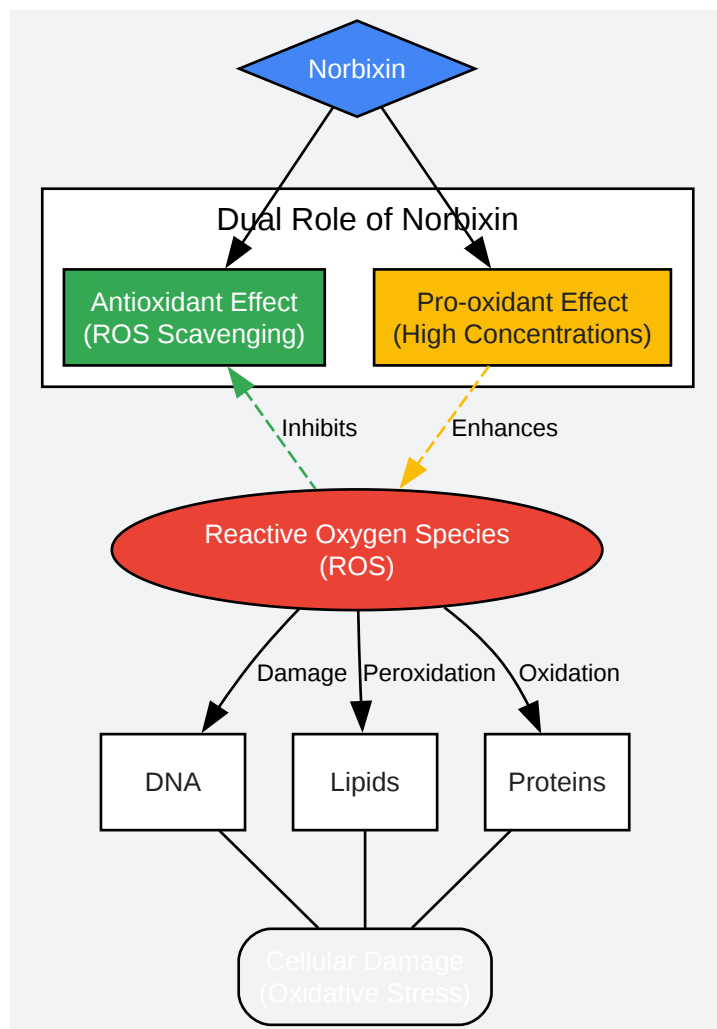 Norbixin
Dual Role of Norbixin
Antioxidant Effect
(ROS Scavenging)
Pro-oxidant Effect
(High Concentrations)
Inhibits
Enhances
Reactive Oxygen Species
(ROS)
Damage
Peroxidation
Oxidation
DNA
Lipids
Proteins
Cellular Damage
(Oxidative Stress)